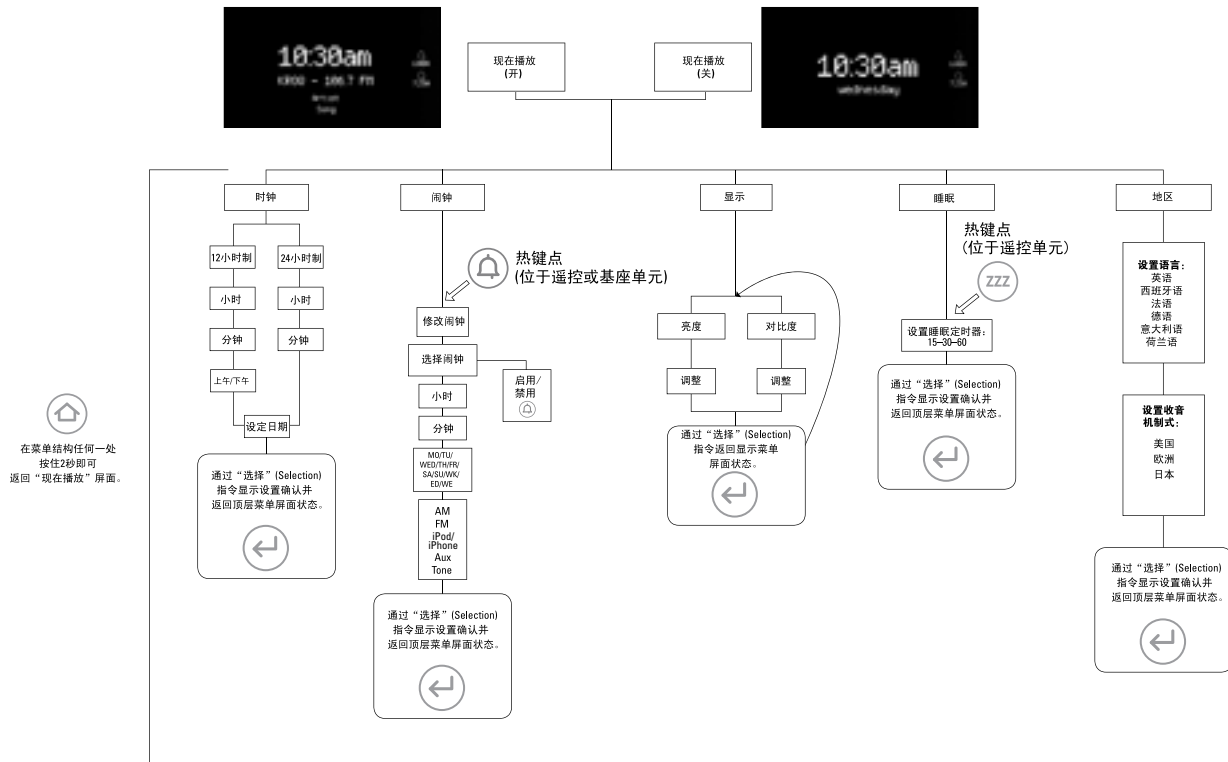 10:30am
KROQ – 106.7 FM
Artist
Song
现在播放
(开)
现在播放
(关)
10:30am
wednesday
时钟
闹钟
显示
睡眠
地区
12小时制
24小时制
小时
小时
分钟
分钟
上午/下午
设定日期
通过“选择”(Selection)
指令显示设置确认并
返回顶层菜单屏面状态。
热键点
(位于遥控或基座单元)
修改闹钟
选择闹钟
启用/
禁用
小时
分钟
MO/TU/
WED/TH/FR/
SA/SU/WK/
ED/WE
AM
FM
iPod/
iPhone
Aux
Tone
通过“选择”(Selection)
指令显示设置确认并
返回顶层菜单屏面状态。
亮度
对比度
调整
调整
通过“选择”(Selection)
指令返回显示菜单
屏面状态。
热键点
(位于遥控单元)
ZZZ
设置睡眠定时器：
15–30–60
通过“选择”(Selection)
指令显示设置确认并
返回顶层菜单屏面状态。
设置语言：
英语
西班牙语
法语
德语
意大利语
荷兰语
设置收音
机制式：
美国
欧洲
日本
通过“选择”(Selection)
指令显示设置确认并
返回顶层菜单屏面状态。
在菜单结构任何一处
按住2秒即可
返回“现在播放”屏面。